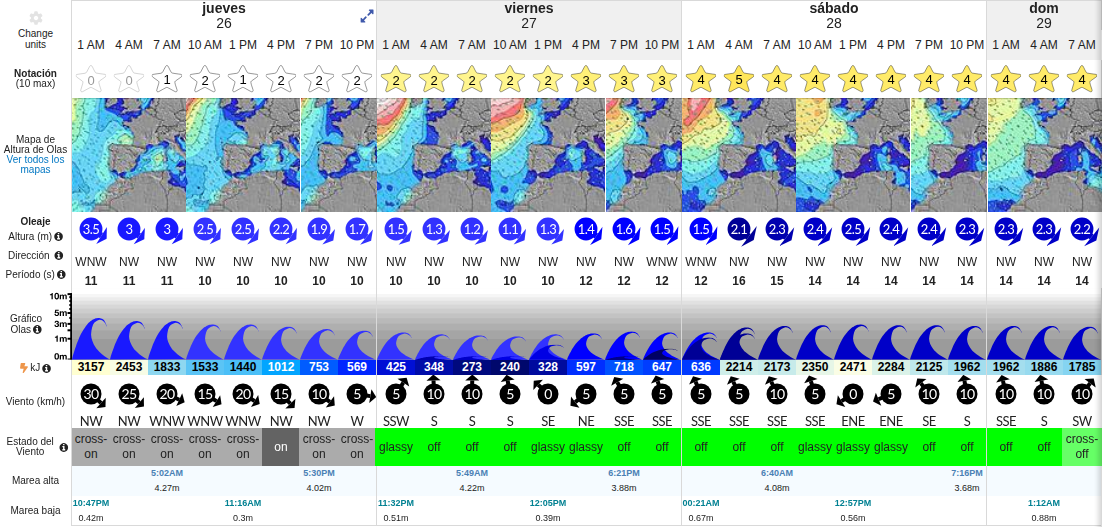 jueves
26
viernes
27
sábado
28
dom
29
Change
units
1 AM 4 AM 7 AM 10 AM 1 PM 4 PM 7 PM 10 PM 1 AM 4 AM 7 AM 10 AM 1 PM 4 PM 7 PM 10 PM 1 AM 4 AM 7 AM 10 AM 1 PM 4 PM 7 PM 10 PM 1 AM 4 AM 7 AM
Notación
(10 max)
0 0 1 2 1 2 2 2 2 2 2 2 2 3 3 3 4 5 4 4 4 4 4 4 4 4 4
Mapa de
Altura de Olas
Ver todos los
mapas
Oleaje
Altura (m)
3.5 3 3 2.5 2.5 2.2 1.9 1.7 1.5 1.3 1.2 1.1 1.3 1.4 1.6 1.5 1.5 2.1 2.3 2.4 2.5 2.4 2.4 2.3 2.3 2.3 2.2
Dirección
WNW NW NW NW NW NW NW NW NW NW NW NW NW NW NW WNW WNW NW NW NW NW NW NW NW NW NW NW
Período (s)
11 11 11 10 10 10 10 10 10 10 10 10 10 12 12 12 12 16 15 14 14 14 14 14 14 14 14
Gráfico
Olas
10m
5m
3m
1m
0m
kJ
3157 2453 1833 1533 1440 1012 753 569 425 348 273 240 328 597 718 647 636 2214 2173 2350 2471 2284 2125 1962 1962 1886 1785
Viento (km/h)
30 25 20 15 20 15 10 5 5 10 10 5 0 5 5 5 5 5 10 5 0 5 10 10 10 10 10
NW NW WNW WNW WNW NW NW W SSW S S S SE NE SSE SSE SSE SSE SSE SSE ENE ENE SE S SSE S SW
Estado del
Viento
cross-on cross-on cross-on cross-on cross-on on cross-on cross-on glassy off off off glassy glassy off off off off off glassy glassy glassy off off off off cross-off
Marea alta
5:02AM 5:30PM 5:49AM 6:21PM 6:40AM 7:16PM
4.27m 4.02m 4.22m 3.88m 4.08m 3.68m
Marea baja
10:47PM 11:16AM 11:32PM 12:05PM 00:21AM 12:57PM 1:12AM
0.42m 0.3m 0.51m 0.39m 0.67m 0.56m 0.88m